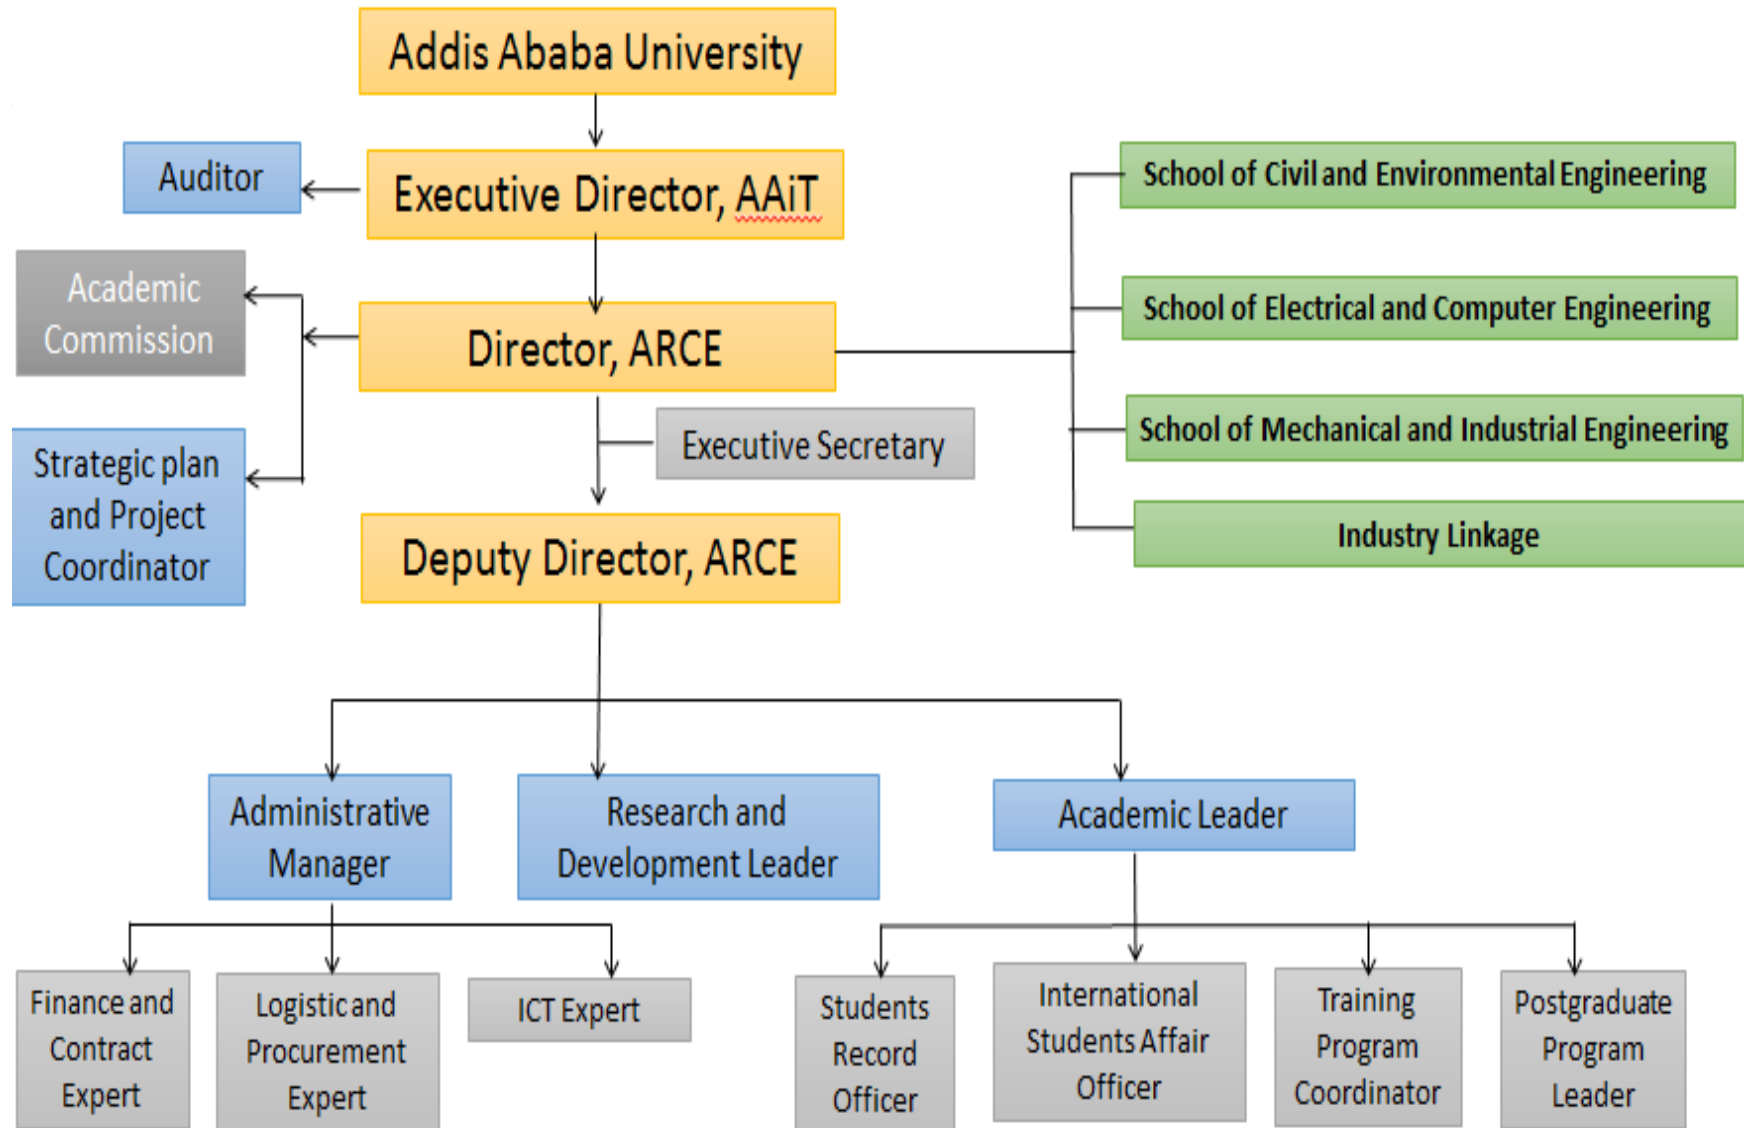 Addis Ababa University
Auditor
Executive Director, AAiT
School of Civil and Environmental Engineering
Academic
Commission
Director, ARCE
School of Electrical and Computer Engineering
Executive Secretary
School of Mechanical and Industrial Engineering
Strategic plan
and Project
Coordinator
Deputy Director, ARCE
Industry Linkage
Administrative
Manager
Research and
Development Leader
Academic Leader
Finance and
Contract
Expert
Logistic and
Procurement
Expert
ICT Expert
Students
Record
Officer
International
Students Affair
Officer
Training
Program
Coordinator
Postgraduate
Program
Leader